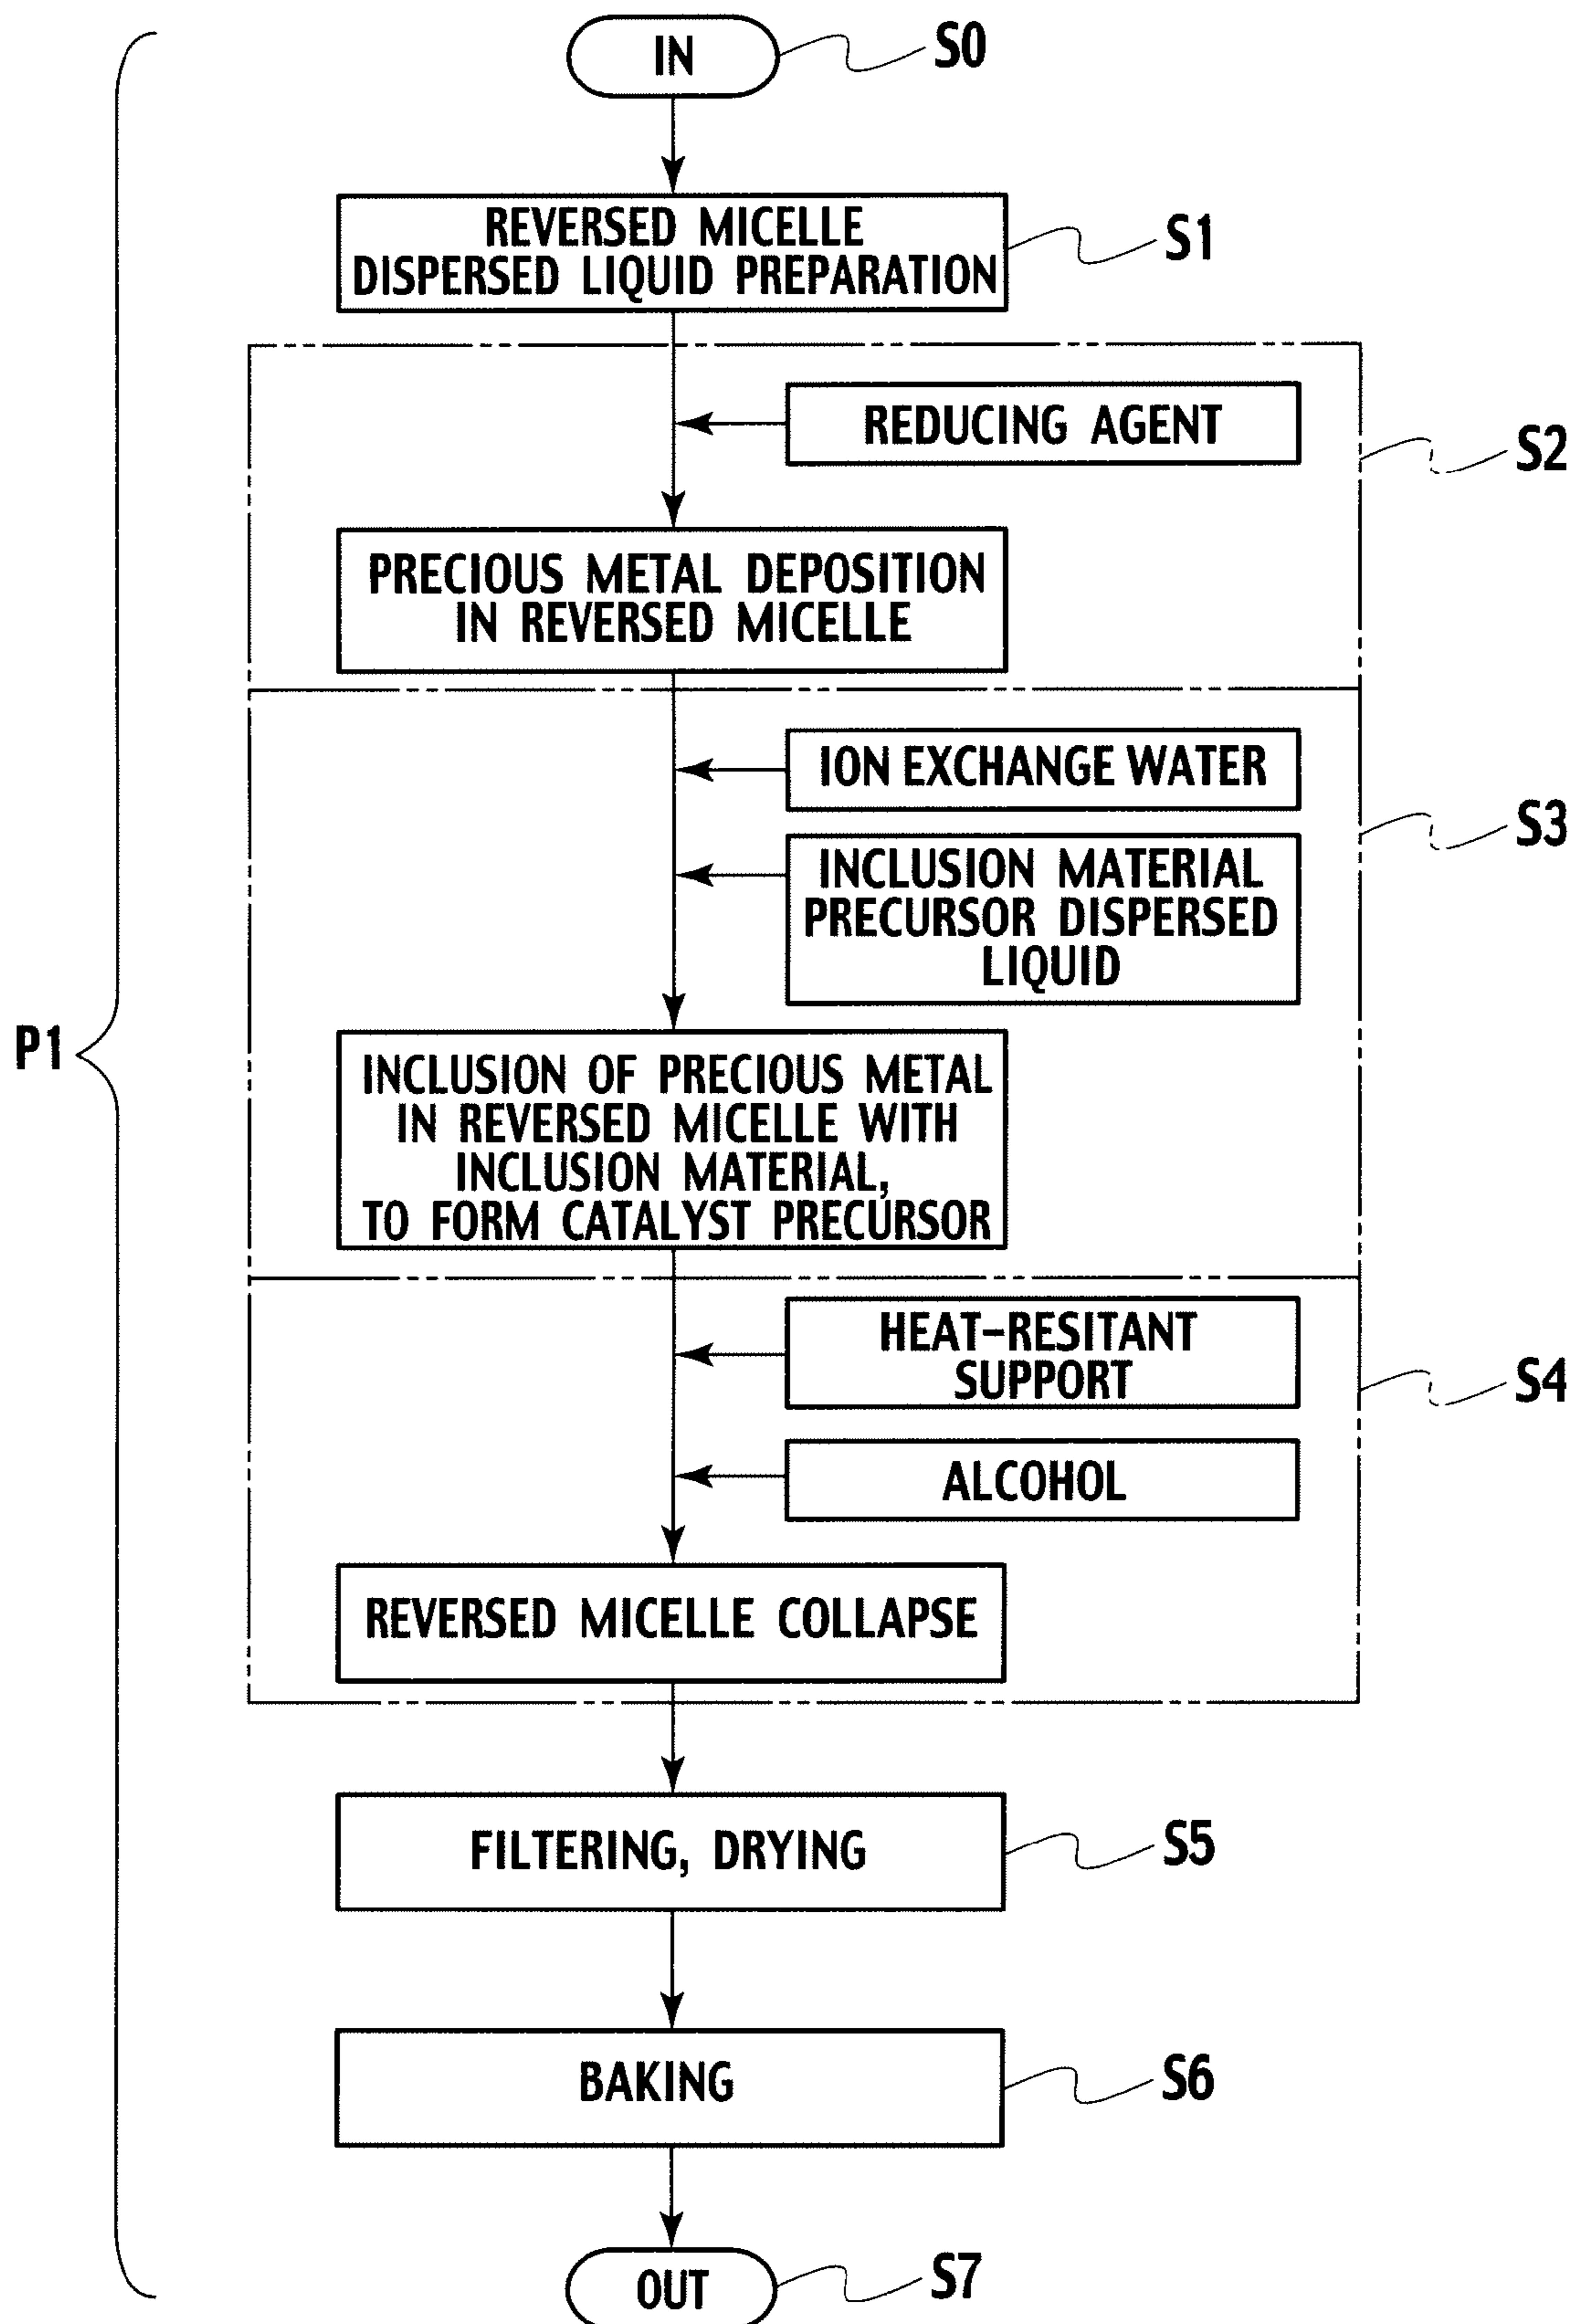 IN
S0
REVERSED MICELLE
DISPERSED LIQUID PREPARATION
S1
REDUCING AGENT
S2
PRECIOUS METAL DEPOSITION
IN REVERSED MICELLE
ION EXCHANGE WATER
S3
INCLUSION MATERIAL
PRECURSOR DISPERSED
LIQUID
P1
INCLUSION OF PRECIOUS METAL
IN REVERSED MICELLE WITH
INCLUSION MATERIAL,
TO FORM CATALYST PRECURSOR
HEAT-RESITANT
SUPPORT
S4
ALCOHOL
REVERSED MICELLE COLLAPSE
FILTERING, DRYING
S5
BAKING
S6
OUT
S7